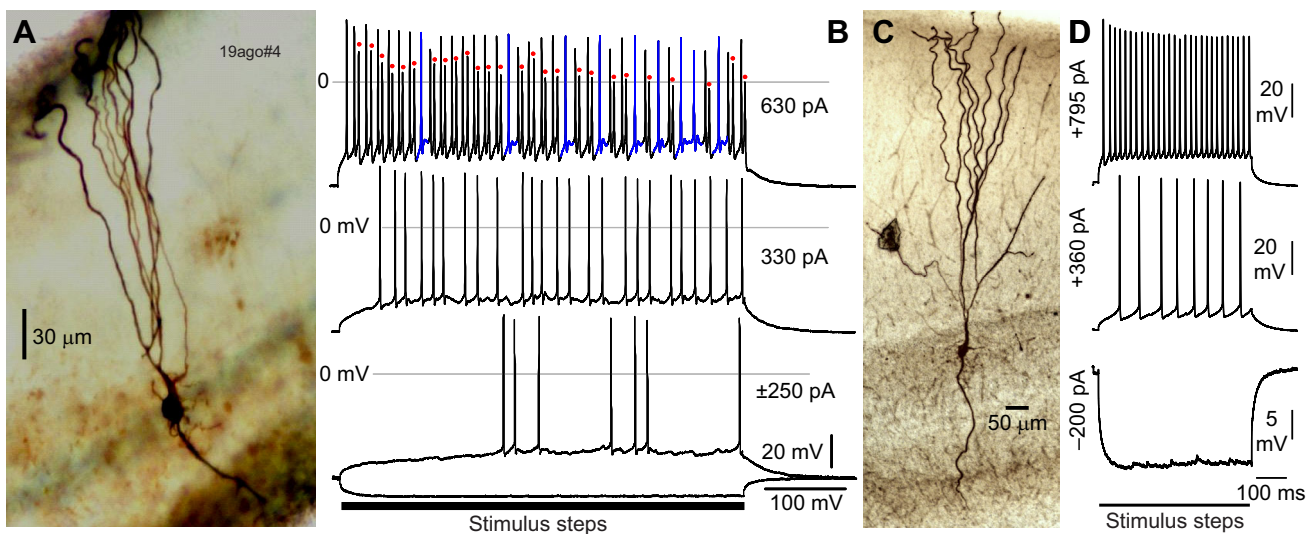 A
19ago#4
30 μm
B
0
630 pA
0 mV
330 pA
0 mV
±250 pA
20 mV
100 mV
Stimulus steps
C
50 μm
D
+795 pA
20
mV
+360 pA
20
mV
−200 pA
5
mV
100 ms
Stimulus steps